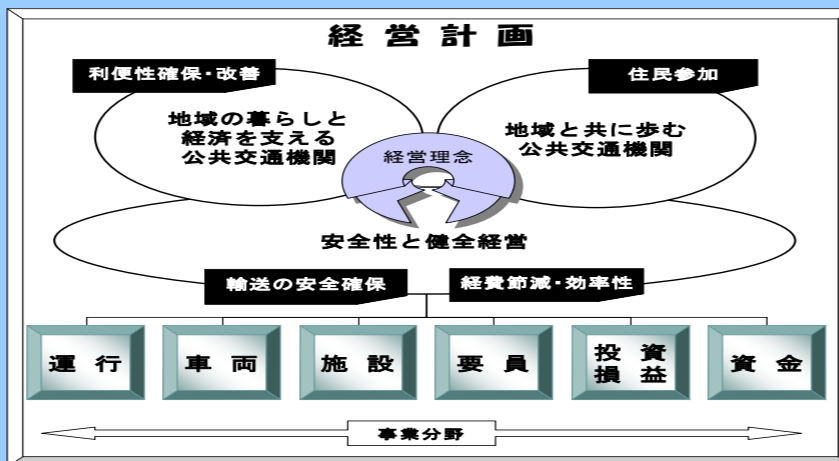 経営計画
利便性確保・改善
住民参加
地域の暮らしと
経済を支える
公共交通機関
地域と共に歩む
公共交通機関
経営理念
安全性と健全経営
輸送の安全確保
経費節減・効率性
運行
車両
施設
要員
投資
損益
資金
事業分野